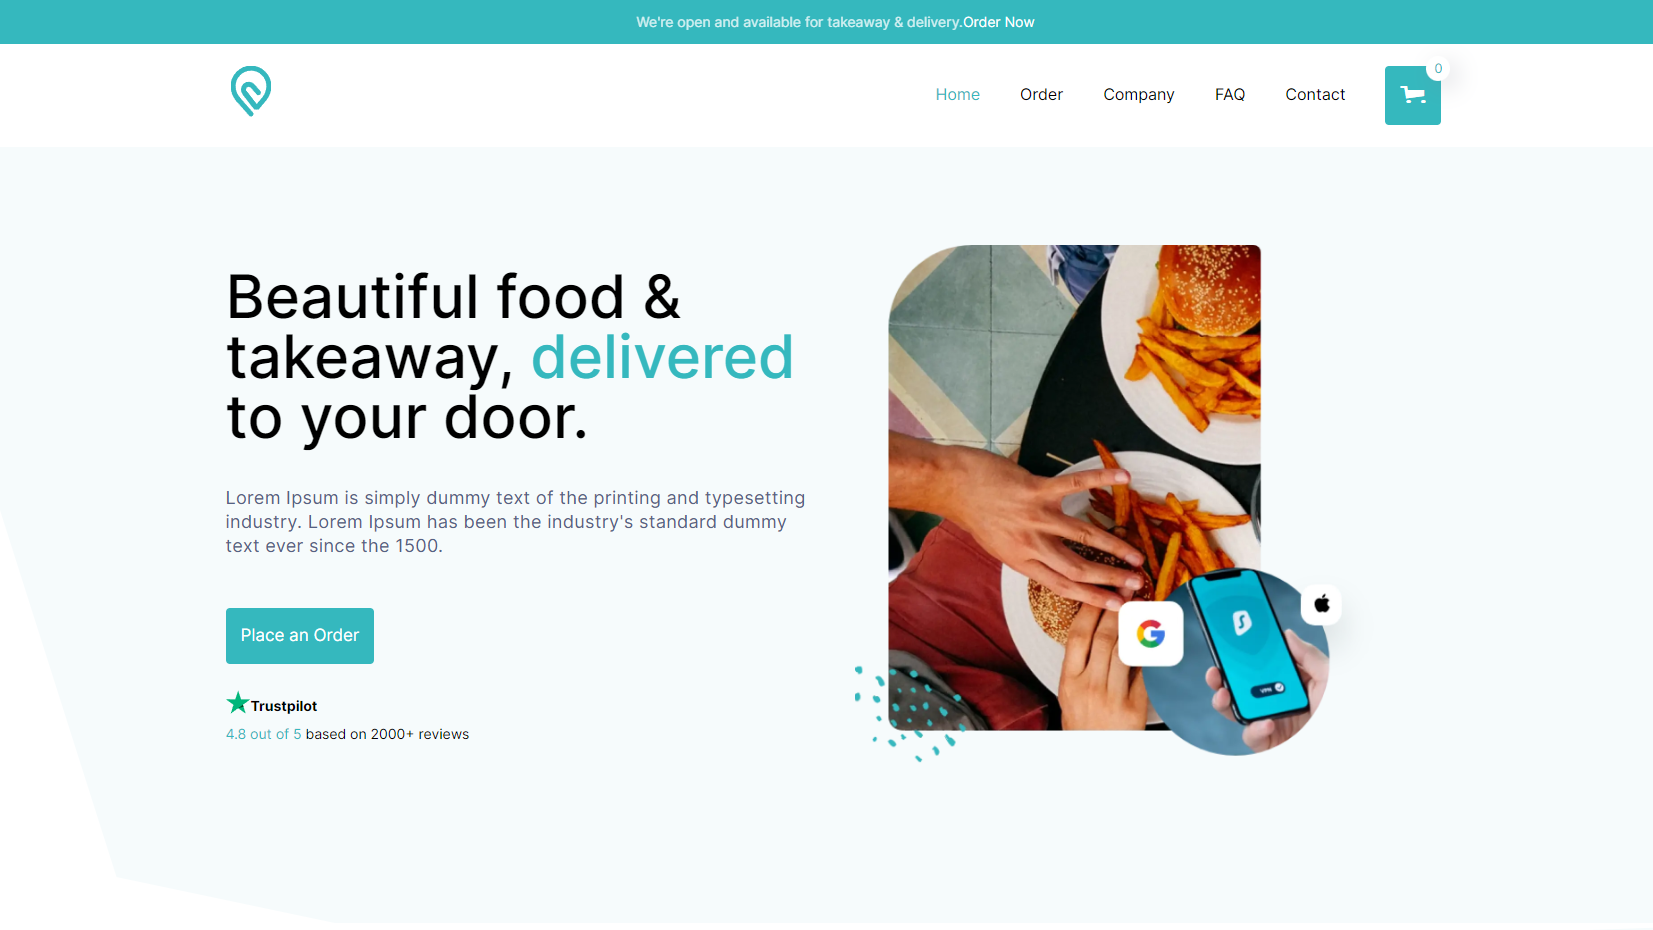 We're open and available for takeaway & delivery.Order Now
Home Order Company FAQ Contact 0
Beautiful food &
takeaway, delivered
to your door.
Lorem Ipsum is simply dummy text of the printing and typesetting
industry. Lorem Ipsum has been the industry's standard dummy
text ever since the 1500.
Place an Order
Trustpilot
4.8 out of 5 based on 2000+ reviews
G
S
VPN